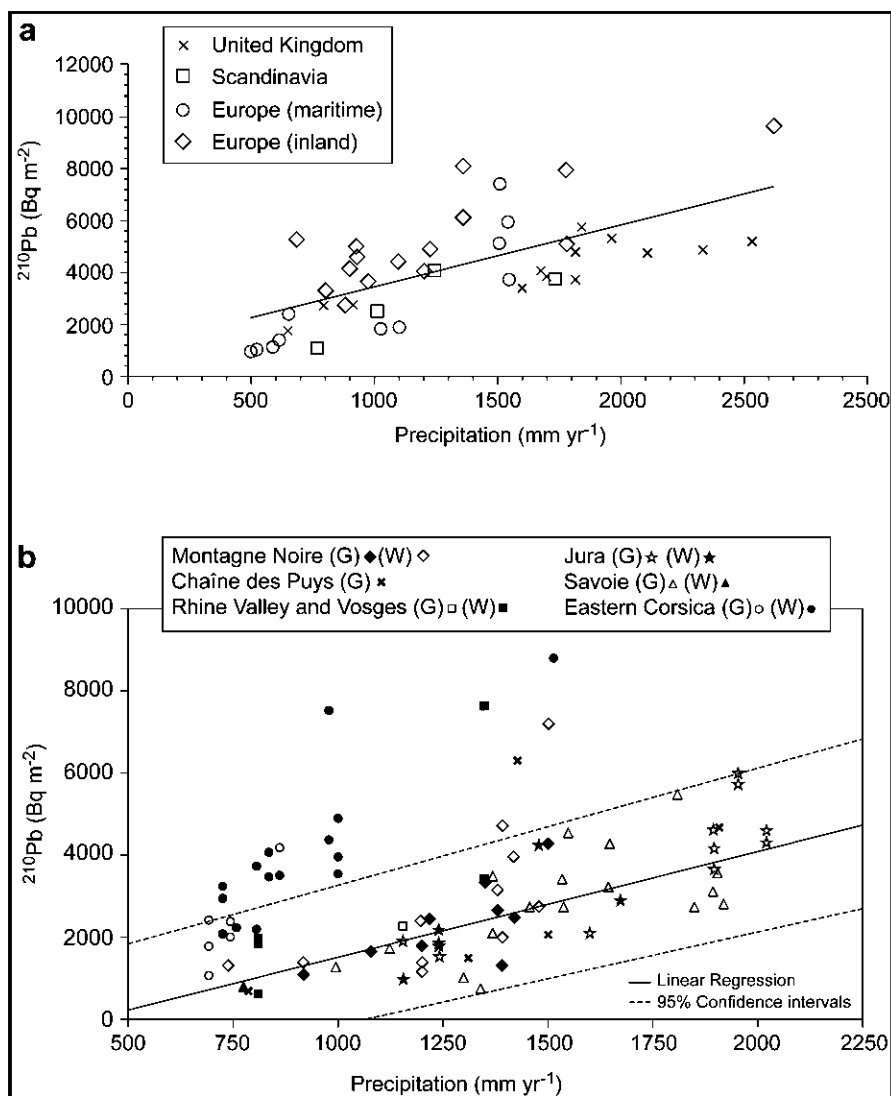 a
× United Kingdom
□ Scandinavia
○ Europe (maritime)
◇ Europe (inland)
12000
10000
8000
6000
4000
2000
0
²¹⁰Pb (Bq m⁻²)
0 500 1000 1500 2000 2500 2500
Precipitation (mm yr⁻¹)
b
Montagne Noire (G) ◆ (W) ◇ Jura (G) ☆ (W) ★
Chaîne des Puys (G) × Savoie (G) △ (W) ▲
Rhine Valley and Vosges (G) □ (W) ■ Eastern Corsica (G) ○ (W) ●
10000
8000
6000
4000
2000
0
²¹⁰Pb (Bq m⁻²)
Linear Regression
95% Confidence intervals
500 750 1000 1250 1500 1750 2000 2250
Precipitation (mm yr⁻¹)